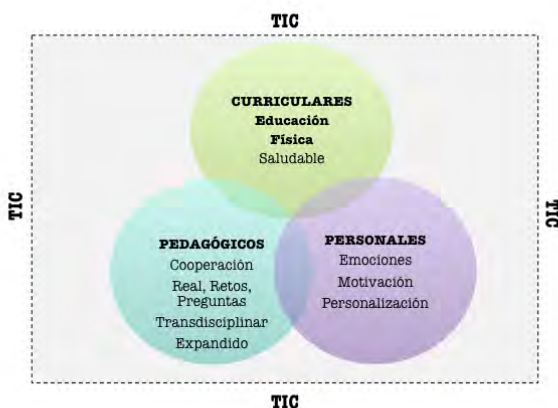 TIC
CURRICULARES
Educación
Física
Saludable
TIC
TIC
PEDAGÓGICOS
Cooperación
Real, Retos,
Preguntas
Transdisciplinar
Expandido
PERSONALES
Emociones
Motivación
Personalización
TIC